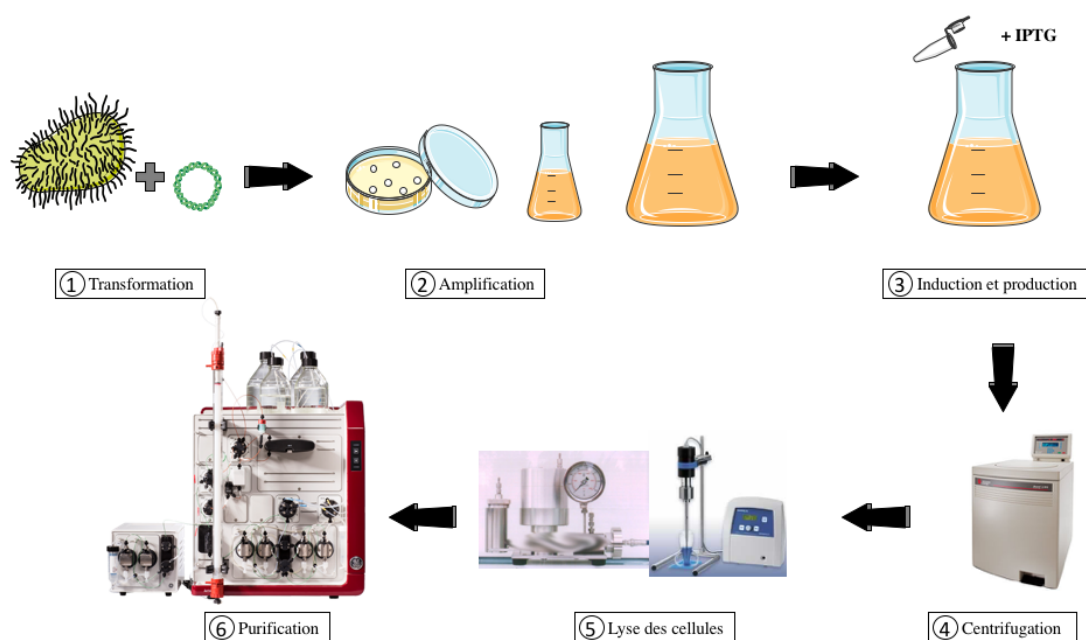 + IPTG
① Transformation
② Amplification
③ Induction et production
④ Centrifugation
⑤ Lyse des cellules
⑥ Purification